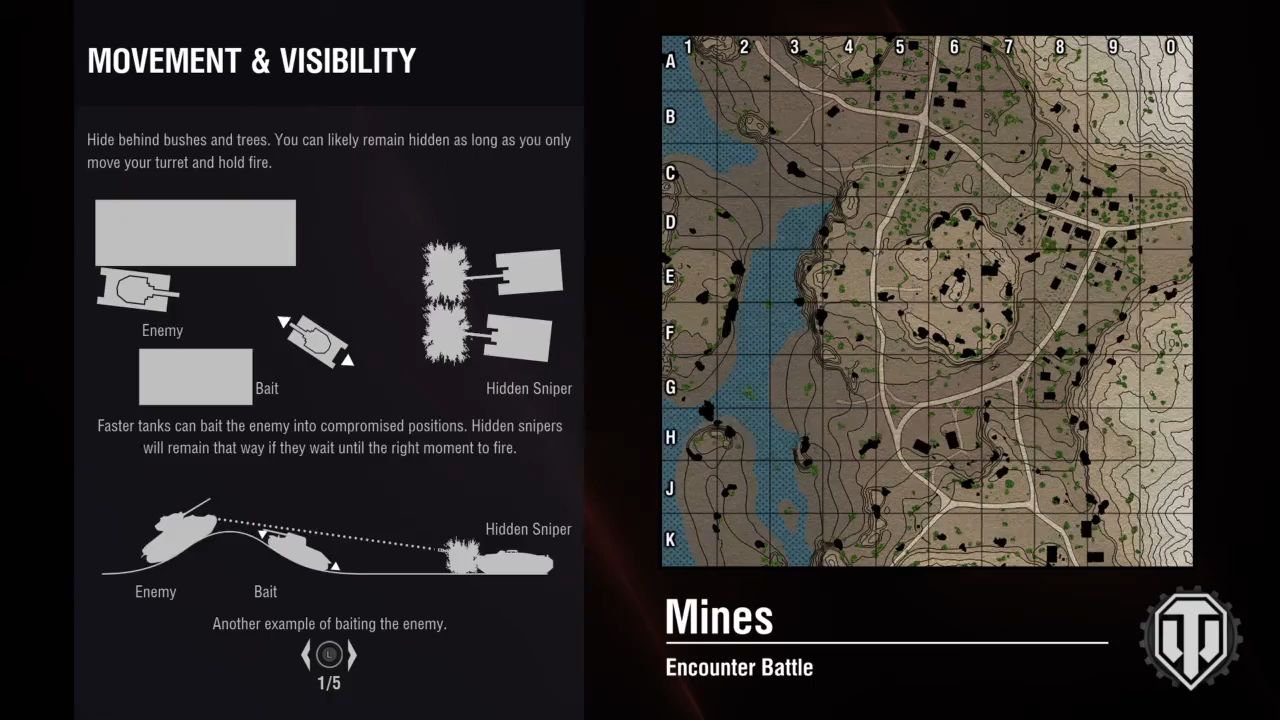 MOVEMENT & VISIBILITY
Hide behind bushes and trees. You can likely remain hidden as long as you only
move your turret and hold fire.
Enemy
Bait
Hidden Sniper
Faster tanks can bait the enemy into compromised positions. Hidden snipers
will remain that way if they wait until the right moment to fire.
Hidden Sniper
Enemy
Bait
Another example of baiting the enemy.
L
1/5
1 2 3 4 5 6 7 8 9 0
A
B
C
D
E
F
G
H
J
K
Mines
Encounter Battle